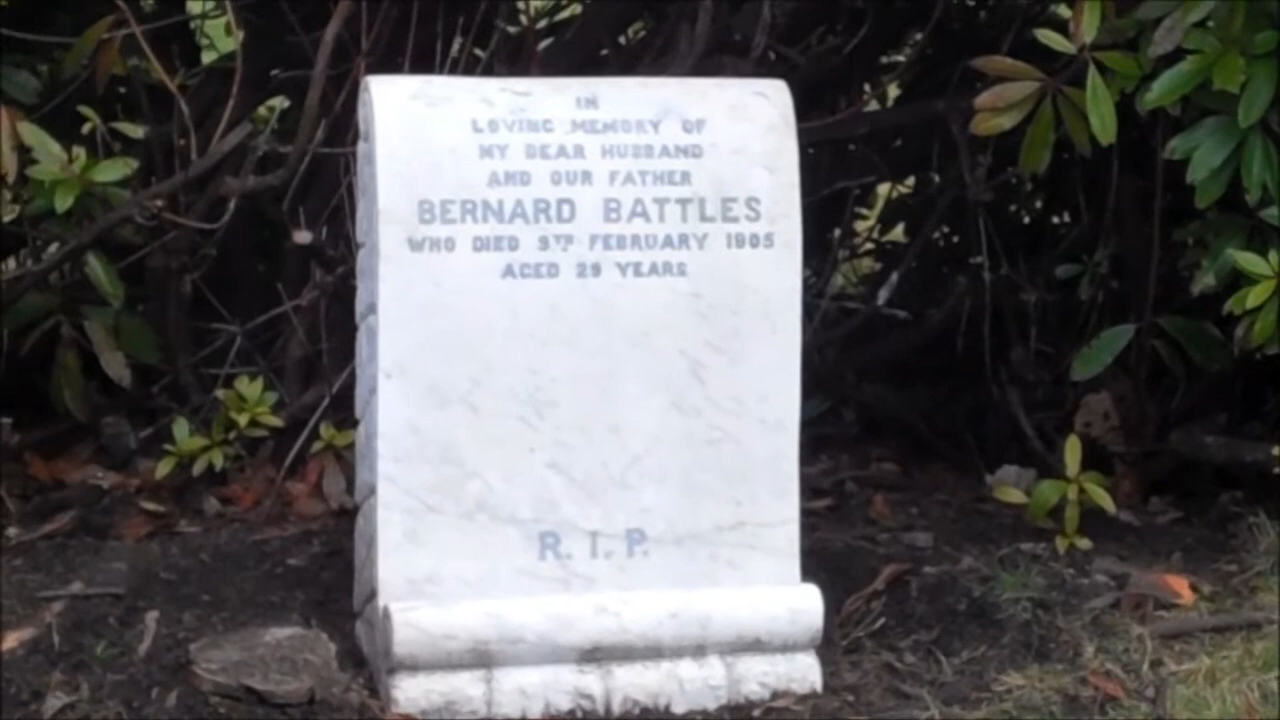 IN
LOVING MEMORY OF
MY DEAR HUSBAND
AND OUR FATHER
BERNARD BATTLES
WHO DIED 9TH FEBRUARY 1905
AGED 29 YEARS
R. I. P.